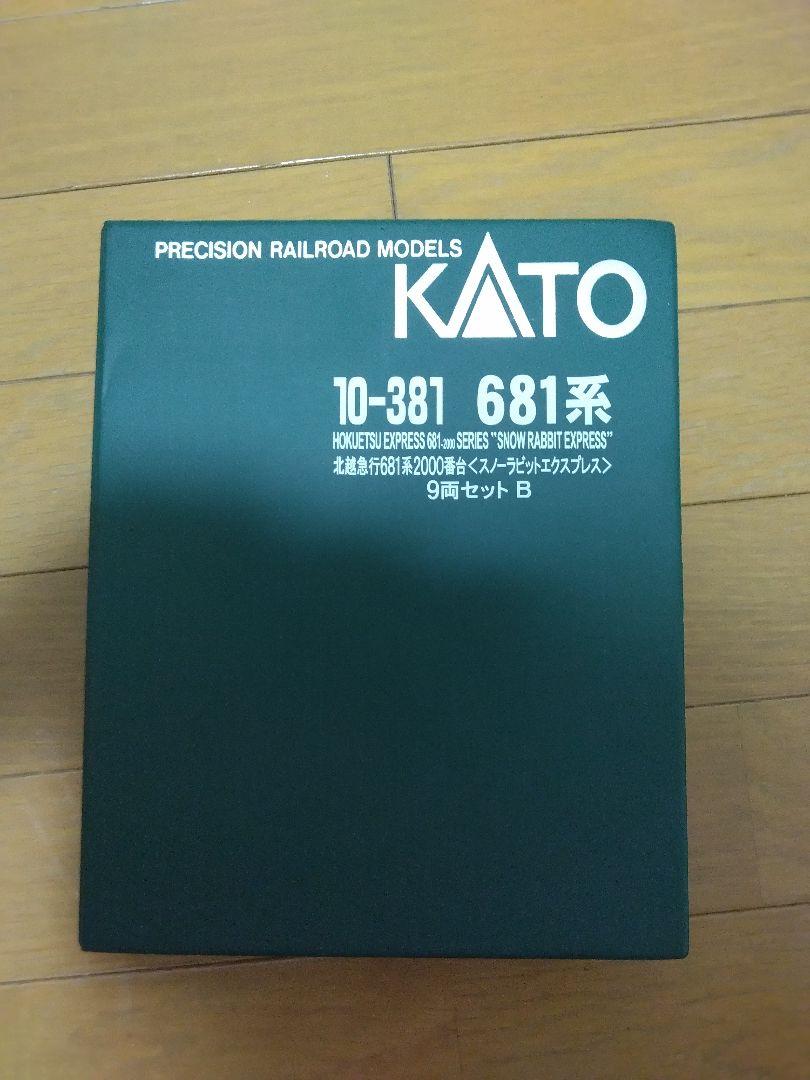 PRECISION RAILROAD MODELS
KATO
10-381 681系
HOKUETSU EXPRESS 681-2000 SERIES "SNOW RABBIT EXPRESS"
北越急行681系2000番台<スノーラビットエクスプレス>
9両セット B